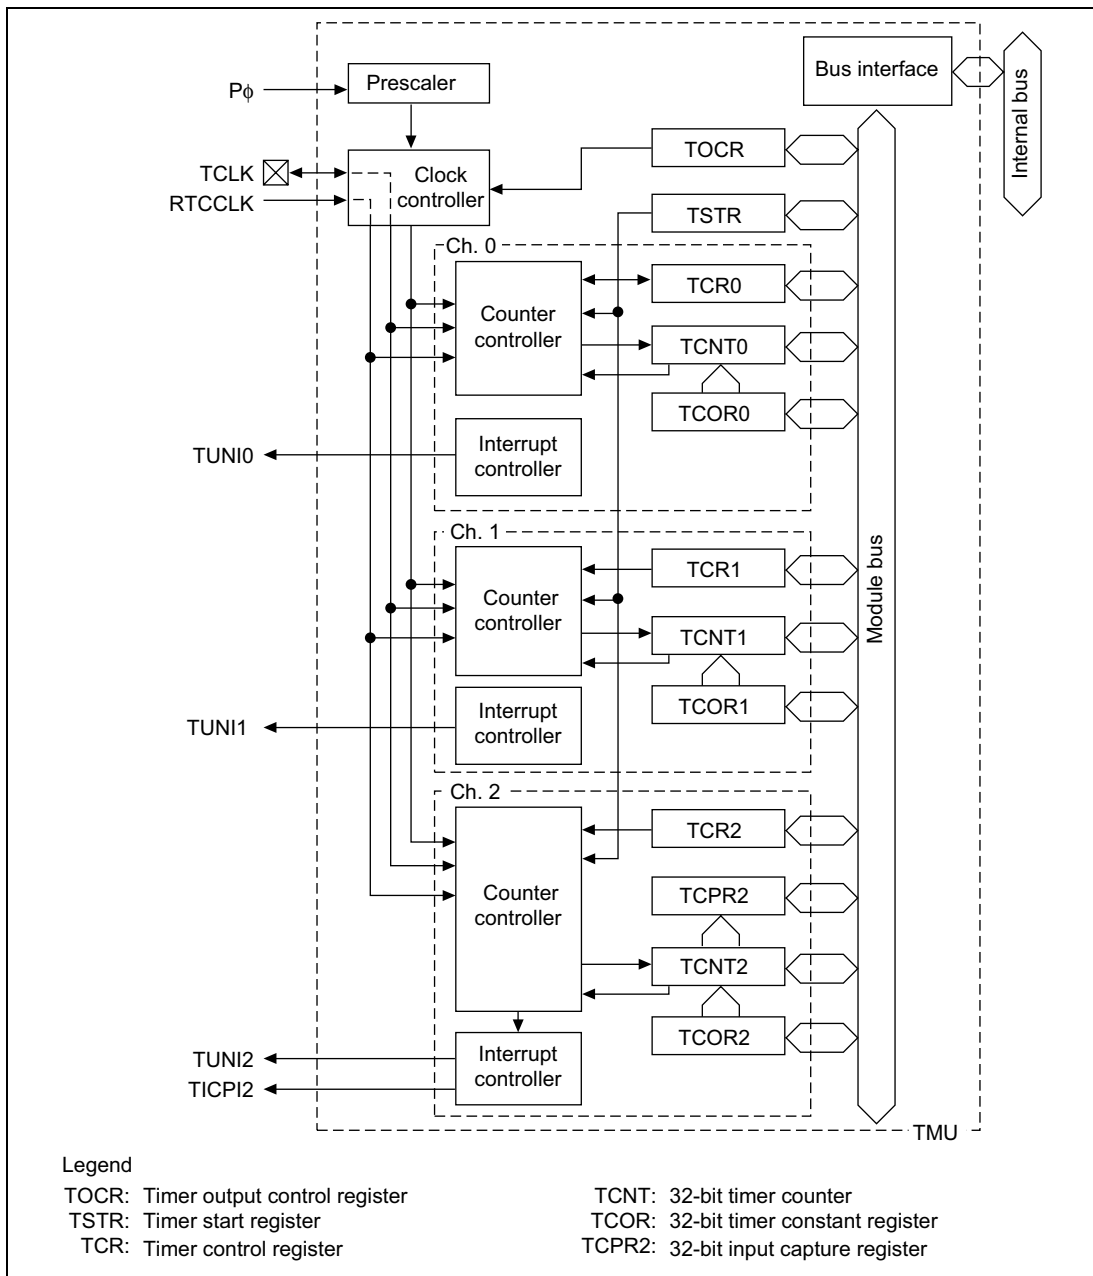 Bus interface
Internal bus
Pϕ
Prescaler
TCLK
RTCCLK
Clock
controller
TOCR
TSTR
Ch. 0
Counter
controller
TCR0
TCNT0
TCOR0
Interrupt
controller
TUNI0
Module bus
Ch. 1
Counter
controller
TCR1
TCNT1
TCOR1
Interrupt
controller
TUNI1
Ch. 2
Counter
controller
TCR2
TCPR2
TCNT2
TCOR2
Interrupt
controller
TUNI2
TICPI2
TMU
Legend
TOCR: Timer output control register
TSTR: Timer start register
TCR: Timer control register
TCNT: 32-bit timer counter
TCOR: 32-bit timer constant register
TCPR2: 32-bit input capture register